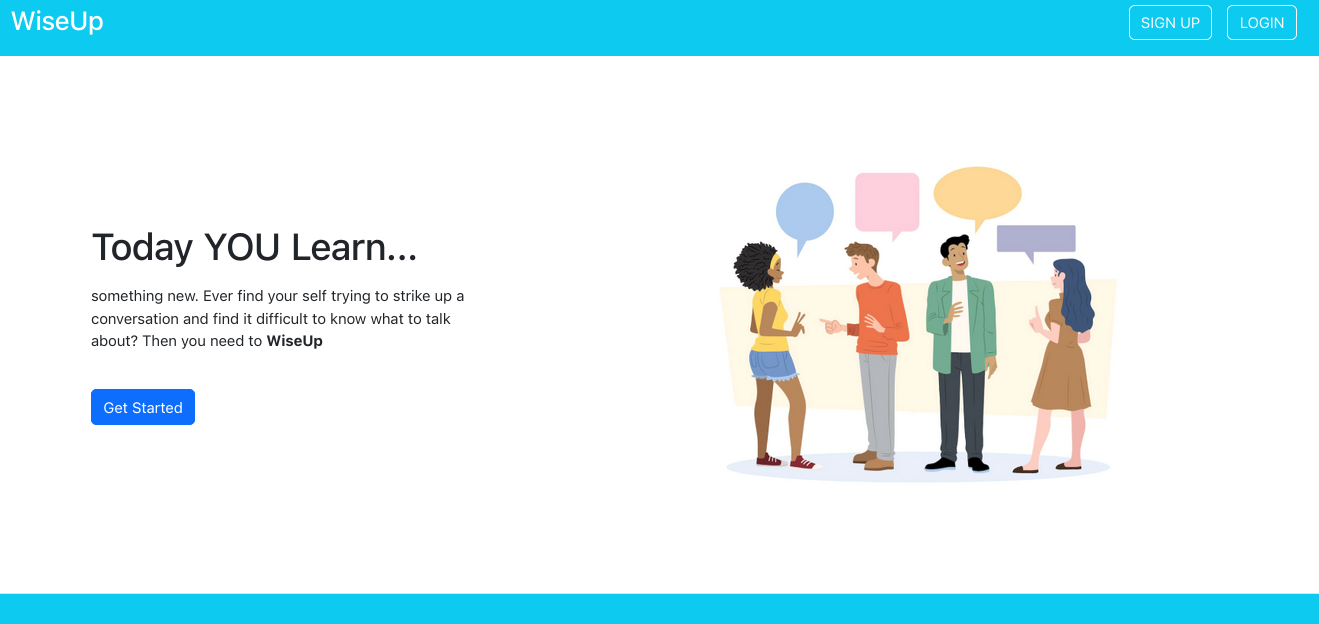 WiseUp
SIGN UP
LOGIN
Today YOU Learn...
something new. Ever find your self trying to strike up a
conversation and find it difficult to know what to talk
about? Then you need to WiseUp
Get Started